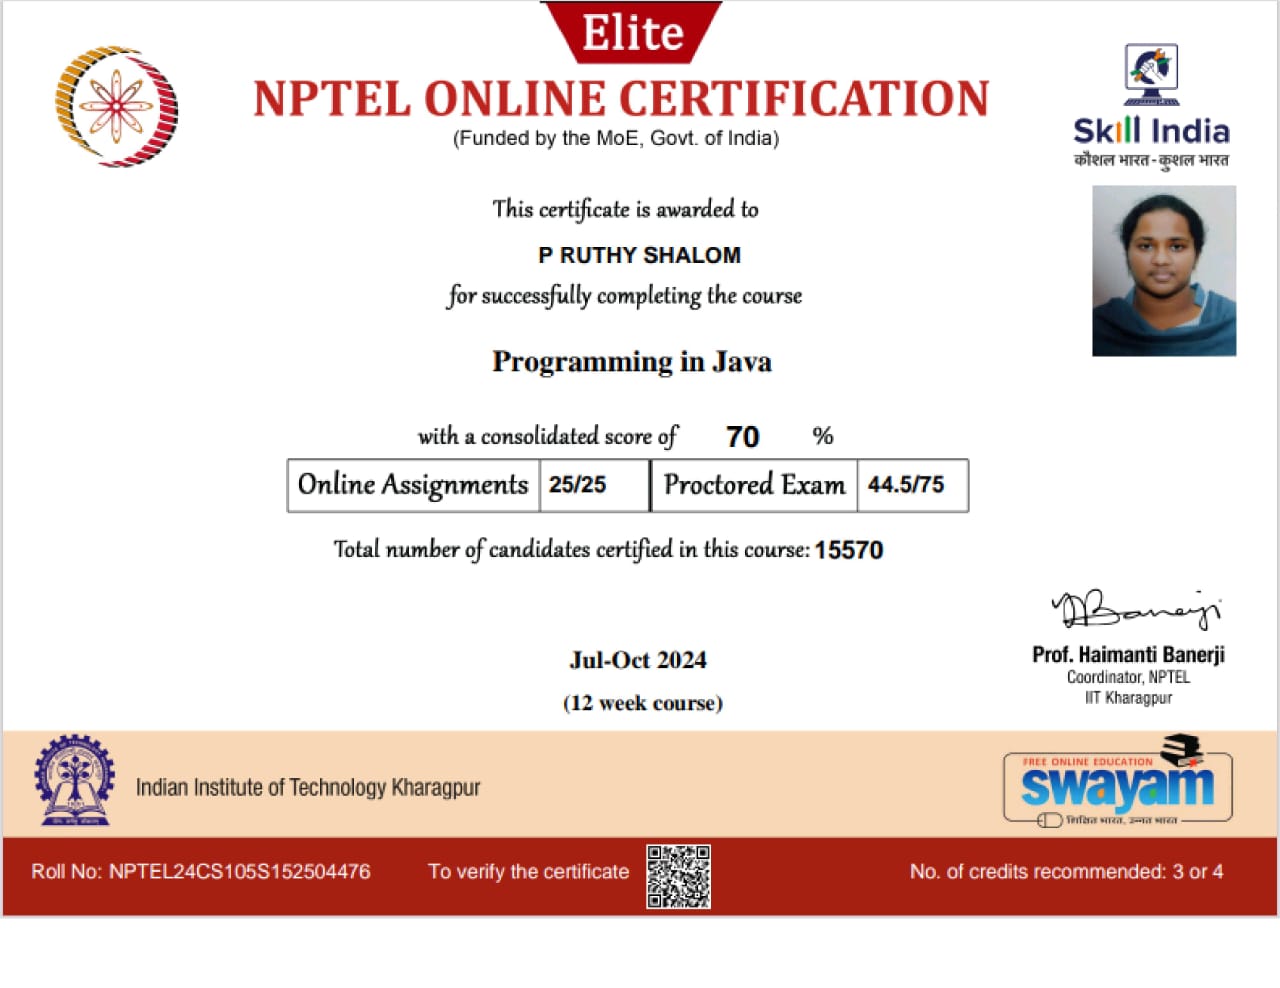 Elite
NPTEL ONLINE CERTIFICATION
(Funded by the MoE, Govt. of India)
Skill India
कौशल भारत - कुशल भारत
This certificate is awarded to
P RUTHY SHALOM
for successfully completing the course
Programming in Java
with a consolidated score of 70 %
Online Assignments 25/25 Proctored Exam 44.5/75
Total number of candidates certified in this course: 15570
Jul-Oct 2024
(12 week course)
Prof. Haimanti Banerji
Coordinator, NPTEL
IIT Kharagpur
Indian Institute of Technology Kharagpur
FREE ONLINE EDUCATION
swayam
शिक्षित भारत, उन्नत भारत
Roll No: NPTEL24CS105S152504476 To verify the certificate No. of credits recommended: 3 or 4